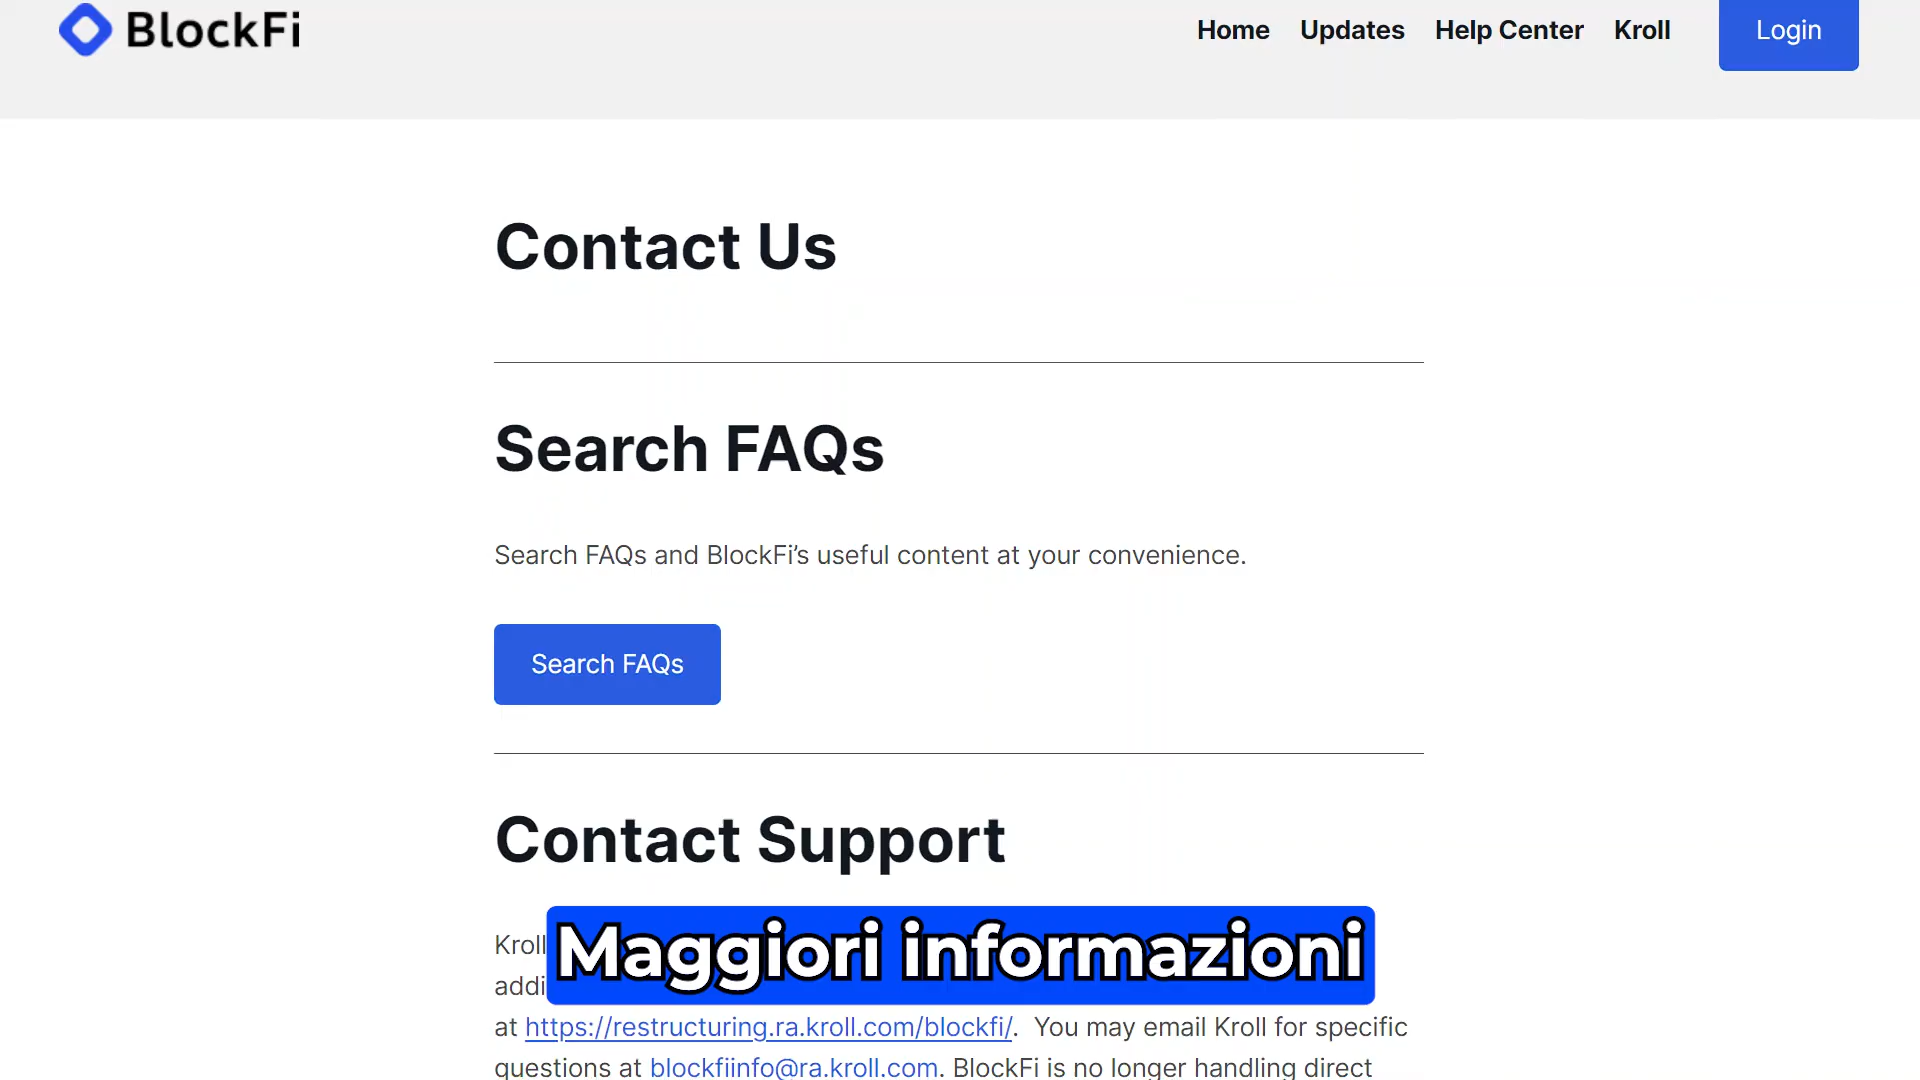 BlockFi
Home Updates Help Center Kroll Login
Contact Us
Search FAQs
Search FAQs and BlockFi’s useful content at your convenience.
Search FAQs
Contact Support
Kroll
addi
Maggiori informazioni
at https://restructuring.ra.kroll.com/blockfi/. You may email Kroll for specific
questions at blockfiinfo@ra.kroll.com. BlockFi is no longer handling direct